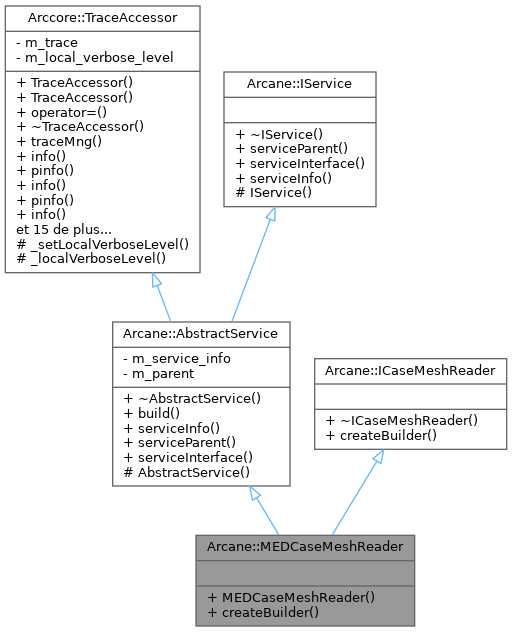 Arccore::TraceAccessor
- m_trace
- m_local_verbose_level
+ TraceAccessor()
+ TraceAccessor()
+ operator=()
+ ~TraceAccessor()
+ traceMng()
+ info()
+ pinfo()
+ info()
+ pinfo()
+ info()
et 15 de plus...
# _setLocalVerboseLevel()
# _localVerboseLevel()
Arcane::IService
+ ~IService()
+ serviceParent()
+ serviceInterface()
+ serviceInfo()
# IService()
Arcane::AbstractService
- m_service_info
- m_parent
+ ~AbstractService()
+ build()
+ serviceInfo()
+ serviceParent()
+ serviceInterface()
# AbstractService()
Arcane::ICaseMeshReader
+ ~ICaseMeshReader()
+ createBuilder()
Arcane::MEDCaseMeshReader
+ MEDCaseMeshReader()
+ createBuilder()